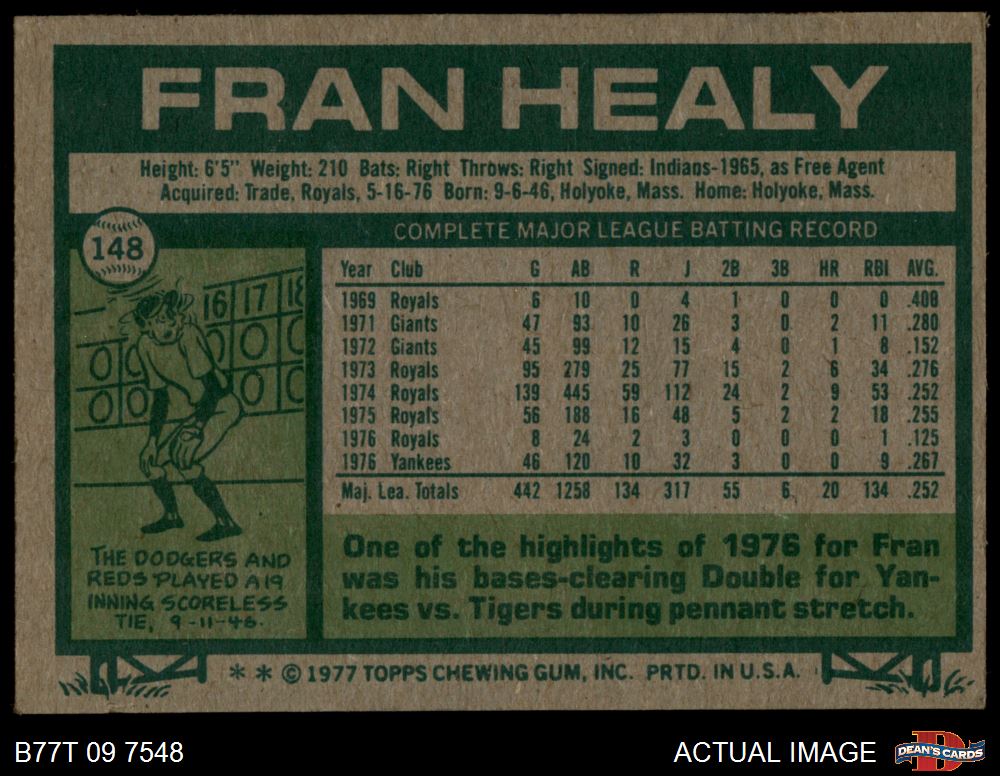 FRAN HEALY
Height: 6'5" Weight: 210 Bats: Right Throws: Right Signed: Indians-1965, as Free Agent
Acquired: Trade, Royals, 5-16-76 Born: 9-6-46, Holyoke, Mass. Home: Holyoke, Mass.
148
COMPLETE MAJOR LEAGUE BATTING RECORD
Year Club G AB R J 2B 3B HR RBI AVG.
1969 Royals 6 10 0 4 1 0 0 0 .400
1971 Giants 47 93 10 26 3 0 2 11 .280
1972 Giants 45 99 12 15 4 0 1 8 .152
1973 Royals 95 279 25 77 15 2 6 34 .276
1974 Royals 139 445 59 112 24 2 9 53 .252
1975 Royals 56 188 16 48 5 2 2 18 .255
1976 Royals 8 24 2 3 0 0 0 1 .125
1976 Yankees 46 120 10 32 3 0 0 9 .267
Maj. Lea. Totals 442 1258 134 317 55 6 20 134 .252
16 17 18
0 0 0
0 0 0
THE DODGERS AND
REDS PLAYED A 19
INNING SCORELESS
TIE, 9-11-46.
One of the highlights of 1976 for Fran
was his bases-clearing Double for Yan-
kees vs. Tigers during pennant stretch.
* * © 1977 TOPPS CHEWING GUM, INC. PRTD. IN U.S.A.
B77T 09 7548
ACTUAL IMAGE
D
DEAN'S CARDS